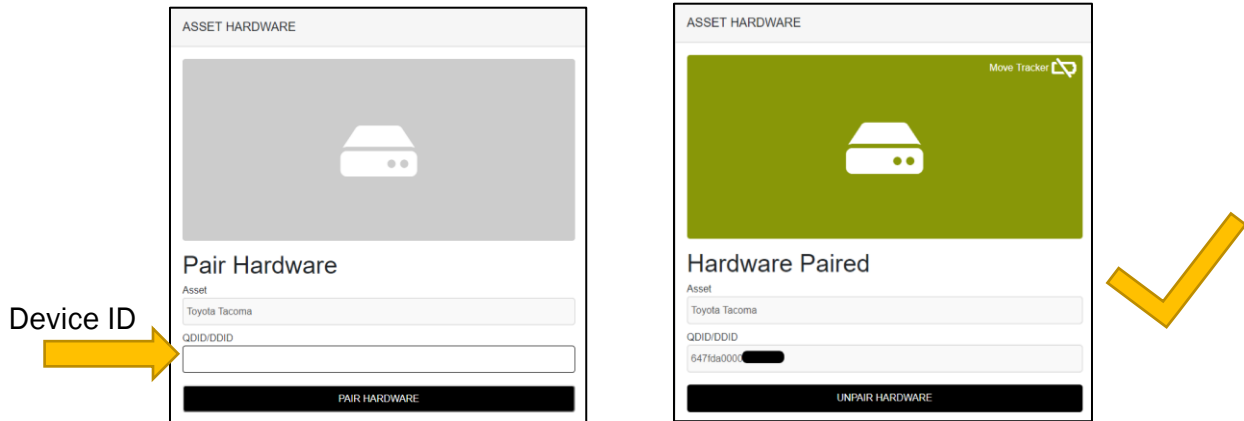 ASSET HARDWARE
Pair Hardware
Asset
Toyota Tacoma
Device ID
QDID/DDID
PAIR HARDWARE
ASSET HARDWARE
Move Tracker
Hardware Paired
Asset
Toyota Tacoma
QDID/DDID
647fda0000
UNPAIR HARDWARE